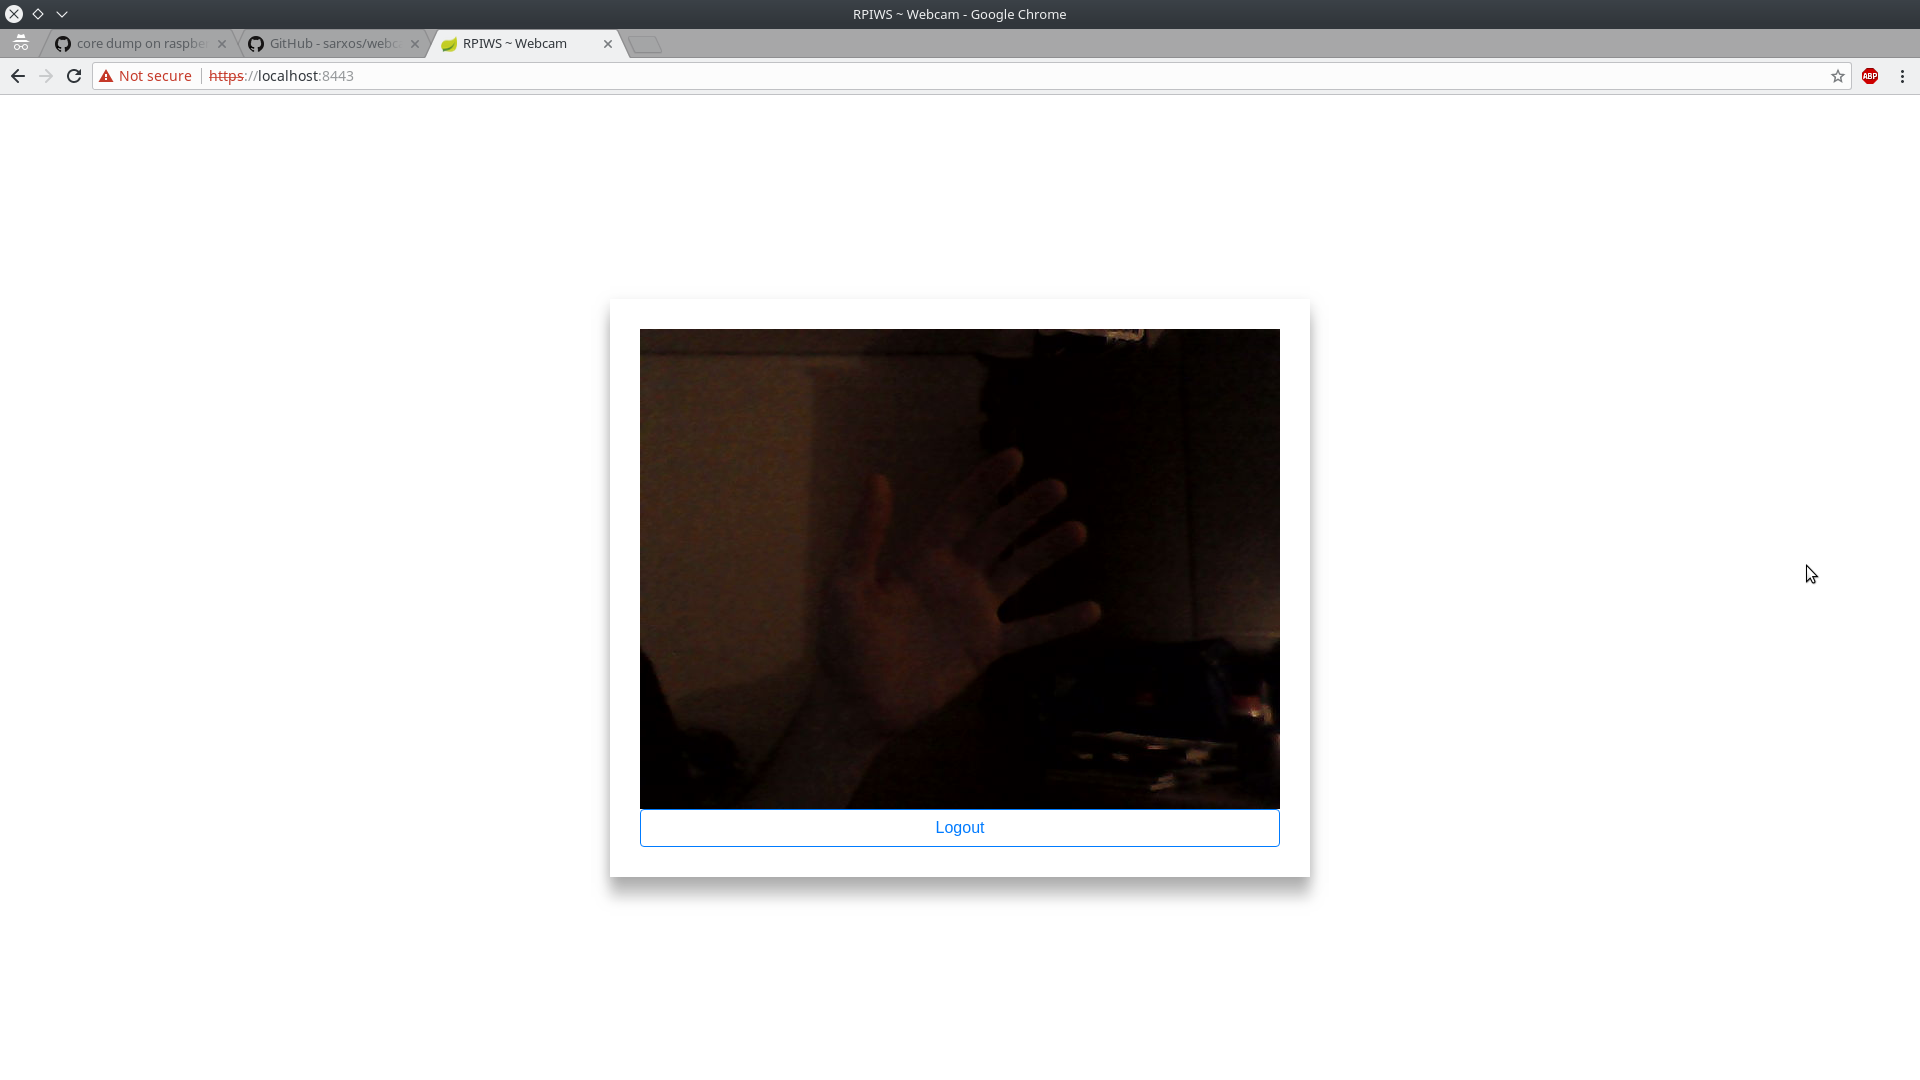 RPIWS ~ Webcam - Google Chrome
core dump on raspbe
GitHub - sarxos/webc
RPIWS ~ Webcam
Not secure
https://localhost:8443
ABP
Logout